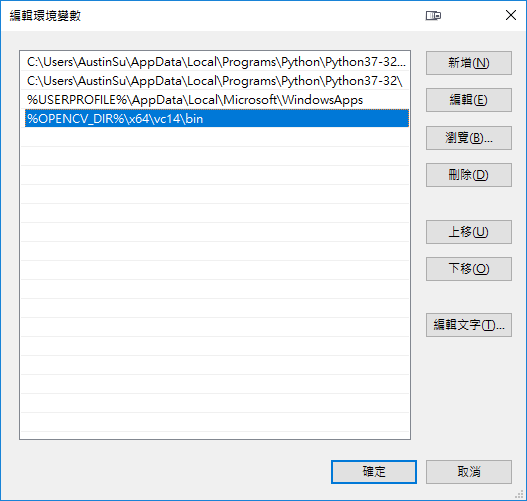 編輯環境變數
C:\Users\AustinSu\AppData\Local\Programs\Python\Python37-32...
C:\Users\AustinSu\AppData\Local\Programs\Python\Python37-32\
%USERPROFILE%\AppData\Local\Microsoft\WindowsApps
%OPENCV_DIR%\x64\vc14\bin
新增(N)
編輯(E)
瀏覽(B)...
刪除(D)
上移(U)
下移(O)
編輯文字(T)...
確定
取消